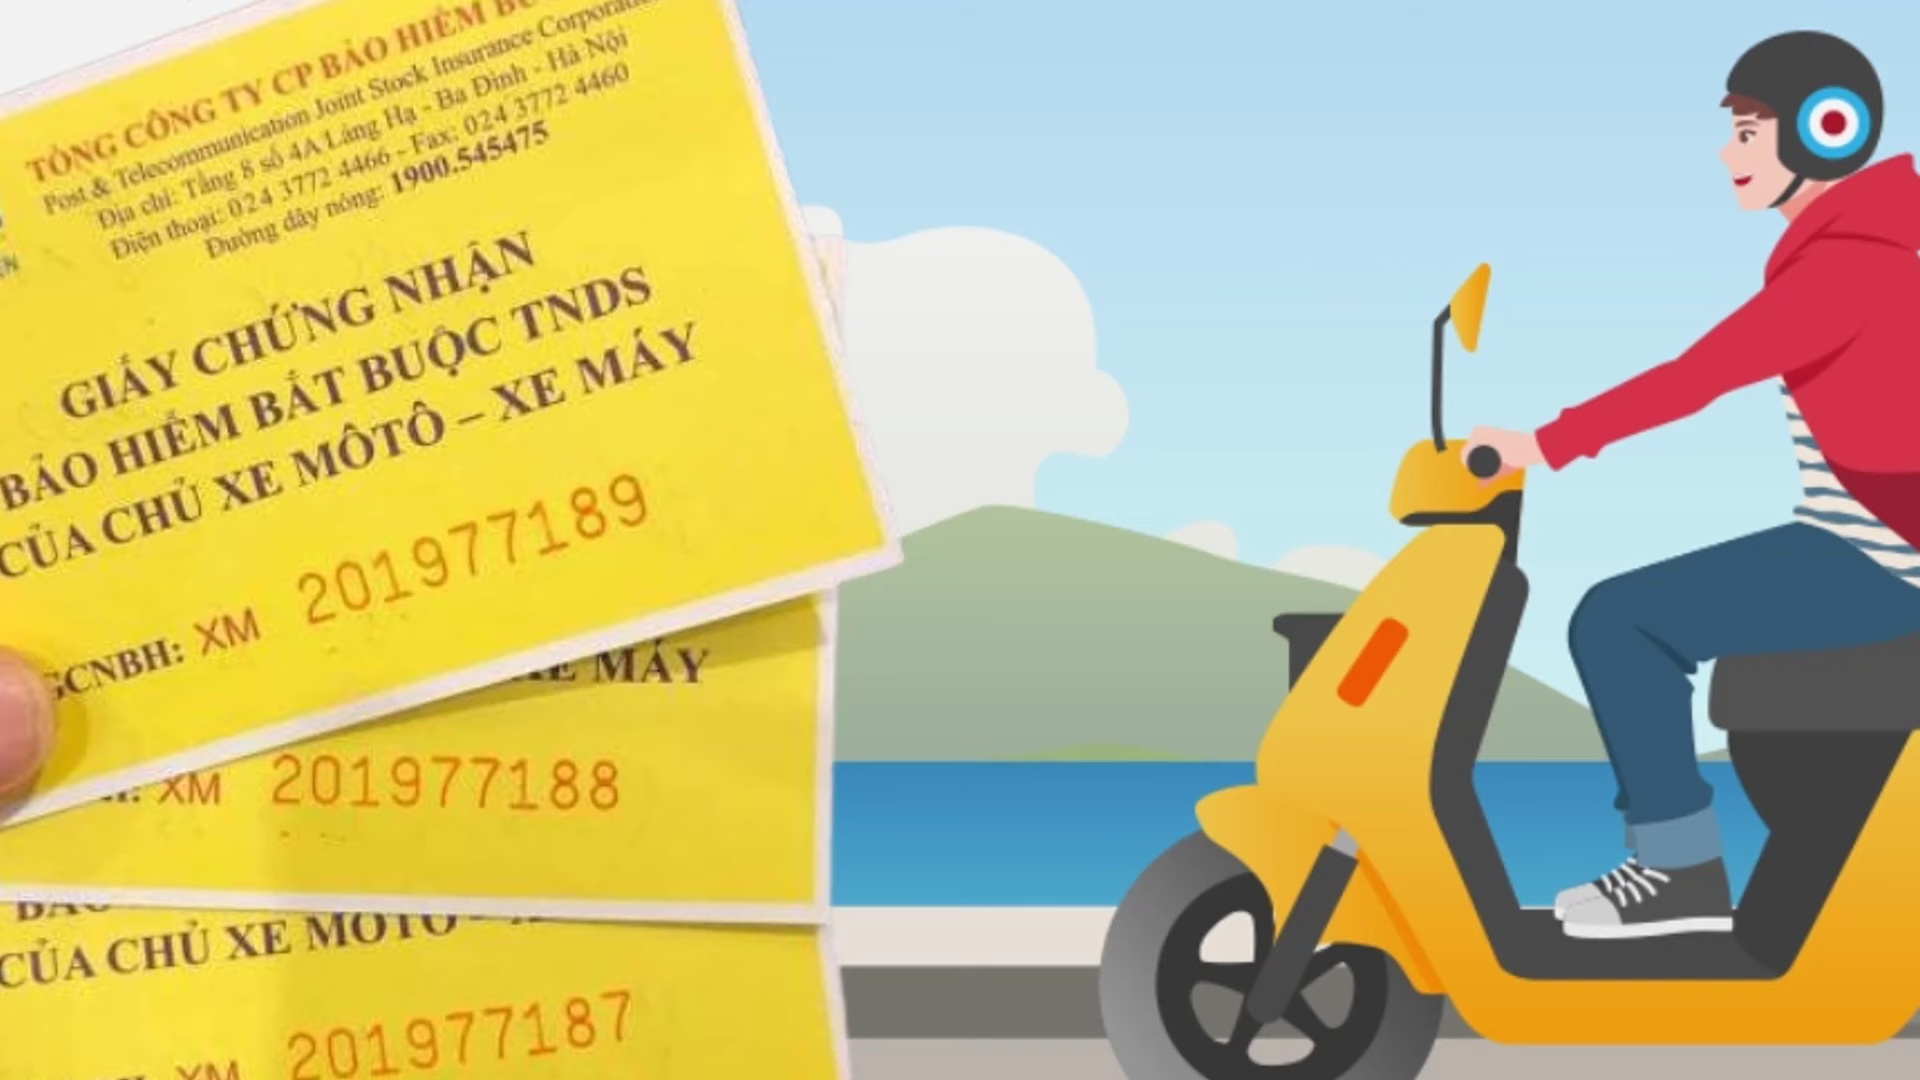 TỔNG CÔNG TY CP BẢO HIỂM
Post & Telecommunication Joint Stock Insurance Corporation
Địa chỉ: Tầng 8 số 4A Láng Hạ - Ba Đình - Hà Nội
Điện thoại: 024 3772 4466 - Fax: 024 3772 4460
Đường dây nóng: 1900.545475
GIẤY CHỨNG NHẬN
BẢO HIỂM BẮT BUỘC TNDS
CỦA CHỦ XE MÔTÔ – XE MÁY
GCNBH: XM 201977189
XE MÁY
XM 201977188
CỦA CHỦ XE MÔTÔ –
XM 201977187